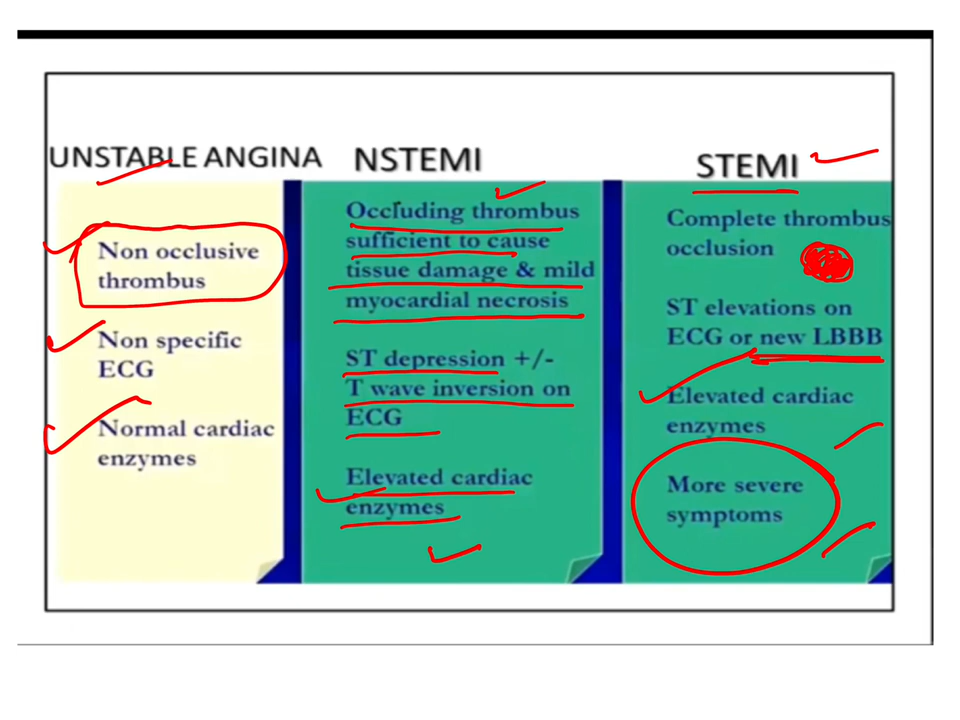 UNSTABLE ANGINA
Non occlusive
thrombus
Non specific
ECG
Normal cardiac
enzymes
NSTEMI
Occluding thrombus
sufficient to cause
tissue damage & mild
myocardial necrosis
ST depression +/-
T wave inversion on
ECG
Elevated cardiac
enzymes
STEMI
Complete thrombus
occlusion
ST elevations on
ECG or new LBBB
Elevated cardiac
enzymes
More severe
symptoms